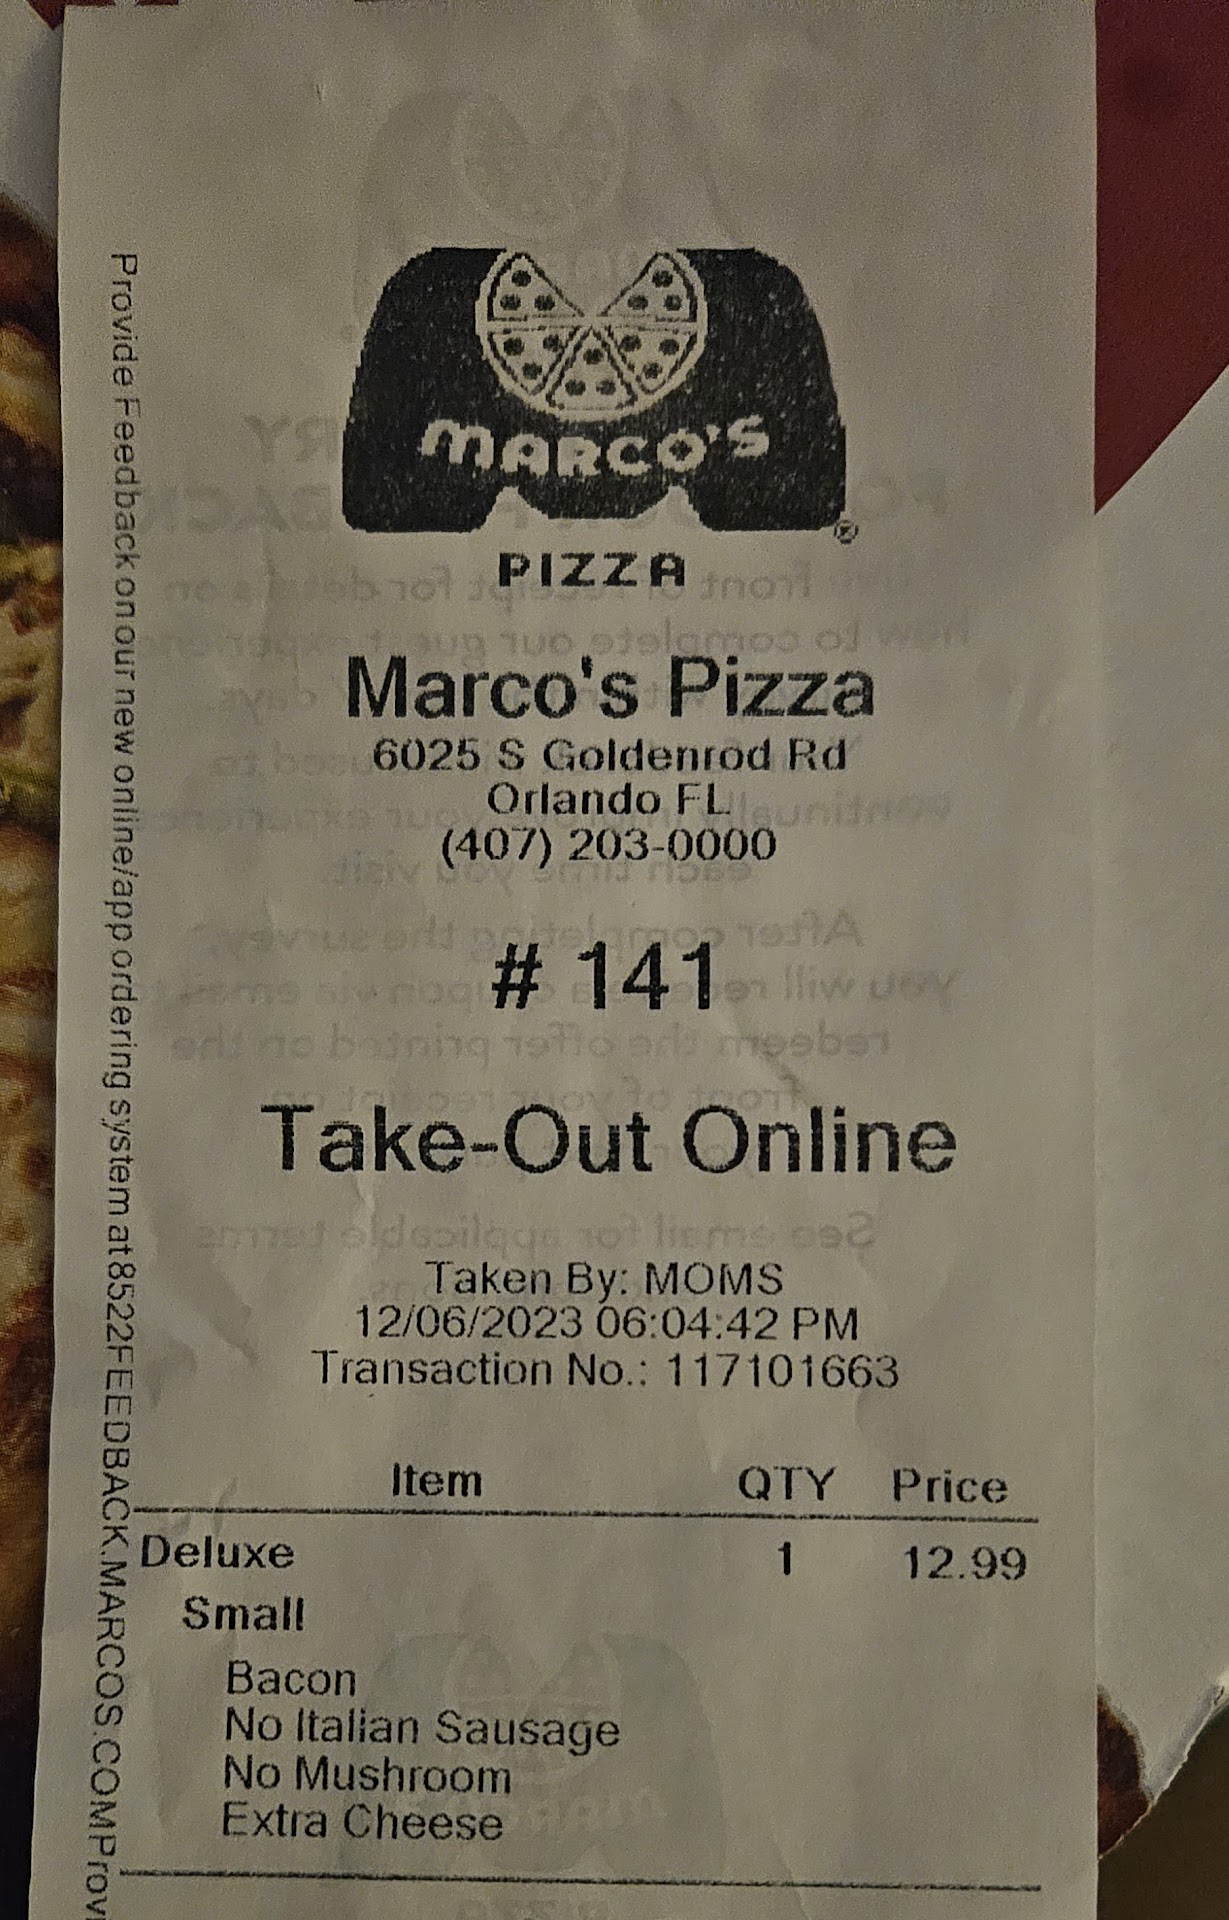 MARCO'S
PIZZA
Marco's Pizza
6025 S Goldenrod Rd
Orlando FL
(407) 203-0000
# 141
Take-Out Online
Taken By: MOMS
12/06/2023 06:04:42 PM
Transaction No.: 117101663
Item QTY Price
Deluxe 1 12.99
Small
Bacon
No Italian Sausage
No Mushroom
Extra Cheese
Provide Feedback on our new online/app ordering system at 8522FEEDBACK.MARCOS.COM Prov